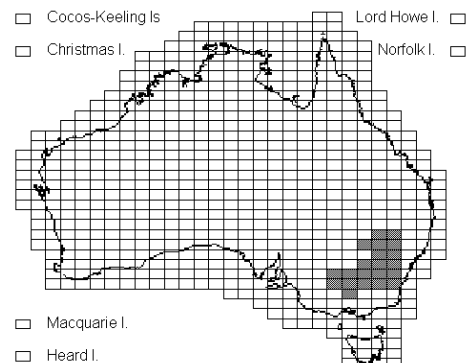 Cocos-Keeling Is
Lord Howe I.
Christmas I.
Norfolk I.
Macquarie I.
Heard I.